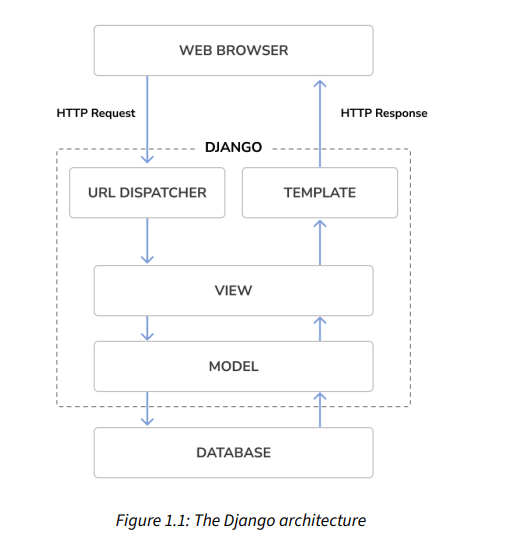 WEB BROWSER
HTTP Request
HTTP Response
DJANGO
URL DISPATCHER
TEMPLATE
VIEW
MODEL
DATABASE
Figure 1.1: The Django architecture